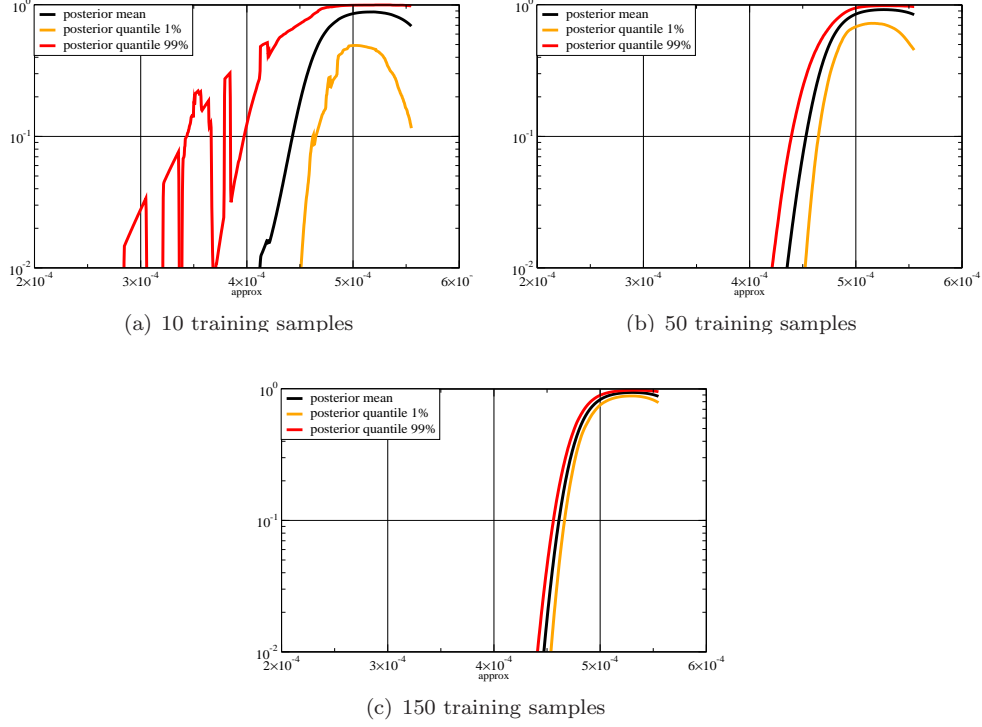 10⁰
posterior mean
posterior quantile 1%
posterior quantile 99%
10⁻¹
10⁻²
2×10⁻⁴ 3×10⁻⁴ 4×10⁻⁴ 5×10⁻⁴ 6×10⁻
approx
(a) 10 training samples
10⁰
posterior mean
posterior quantile 1%
posterior quantile 99%
10⁻¹
10⁻²
2×10⁻⁴ 3×10⁻⁴ 4×10⁻⁴ 5×10⁻⁴ 6×10⁻⁴
approx
(b) 50 training samples
10⁰
posterior mean
posterior quantile 1%
posterior quantile 99%
10⁻¹
10⁻²
2×10⁻⁴ 3×10⁻⁴ 4×10⁻⁴ 5×10⁻⁴ 6×10⁻⁴
approx
(c) 150 training samples